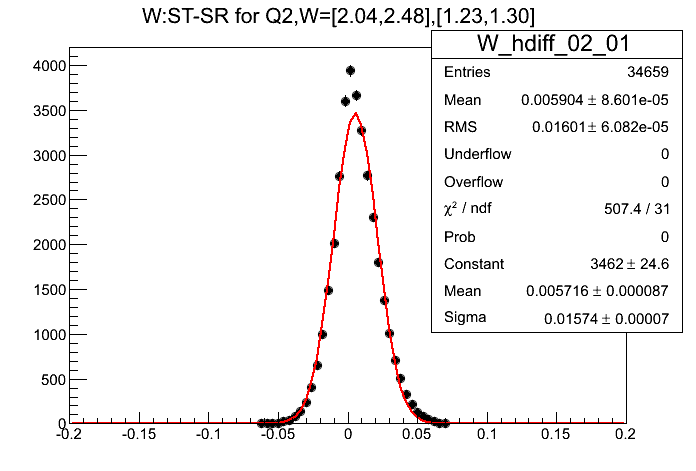 W:ST-SR for Q2,W=[2.04,2.48],[1.23,1.30]
W_hdiff_02_01
Entries 34659
Mean 0.005904 ± 8.601e-05
RMS 0.01601 ± 6.082e-05
Underflow 0
Overflow 0
χ² / ndf 507.4 / 31
Prob 0
Constant 3462 ± 24.6
Mean 0.005716 ± 0.000087
Sigma 0.01574 ± 0.00007
4000
3500
3000
2500
2000
1500
1000
500
0
-0.2 -0.15 -0.1 -0.05 0 0.05 0.1 0.15 0.2